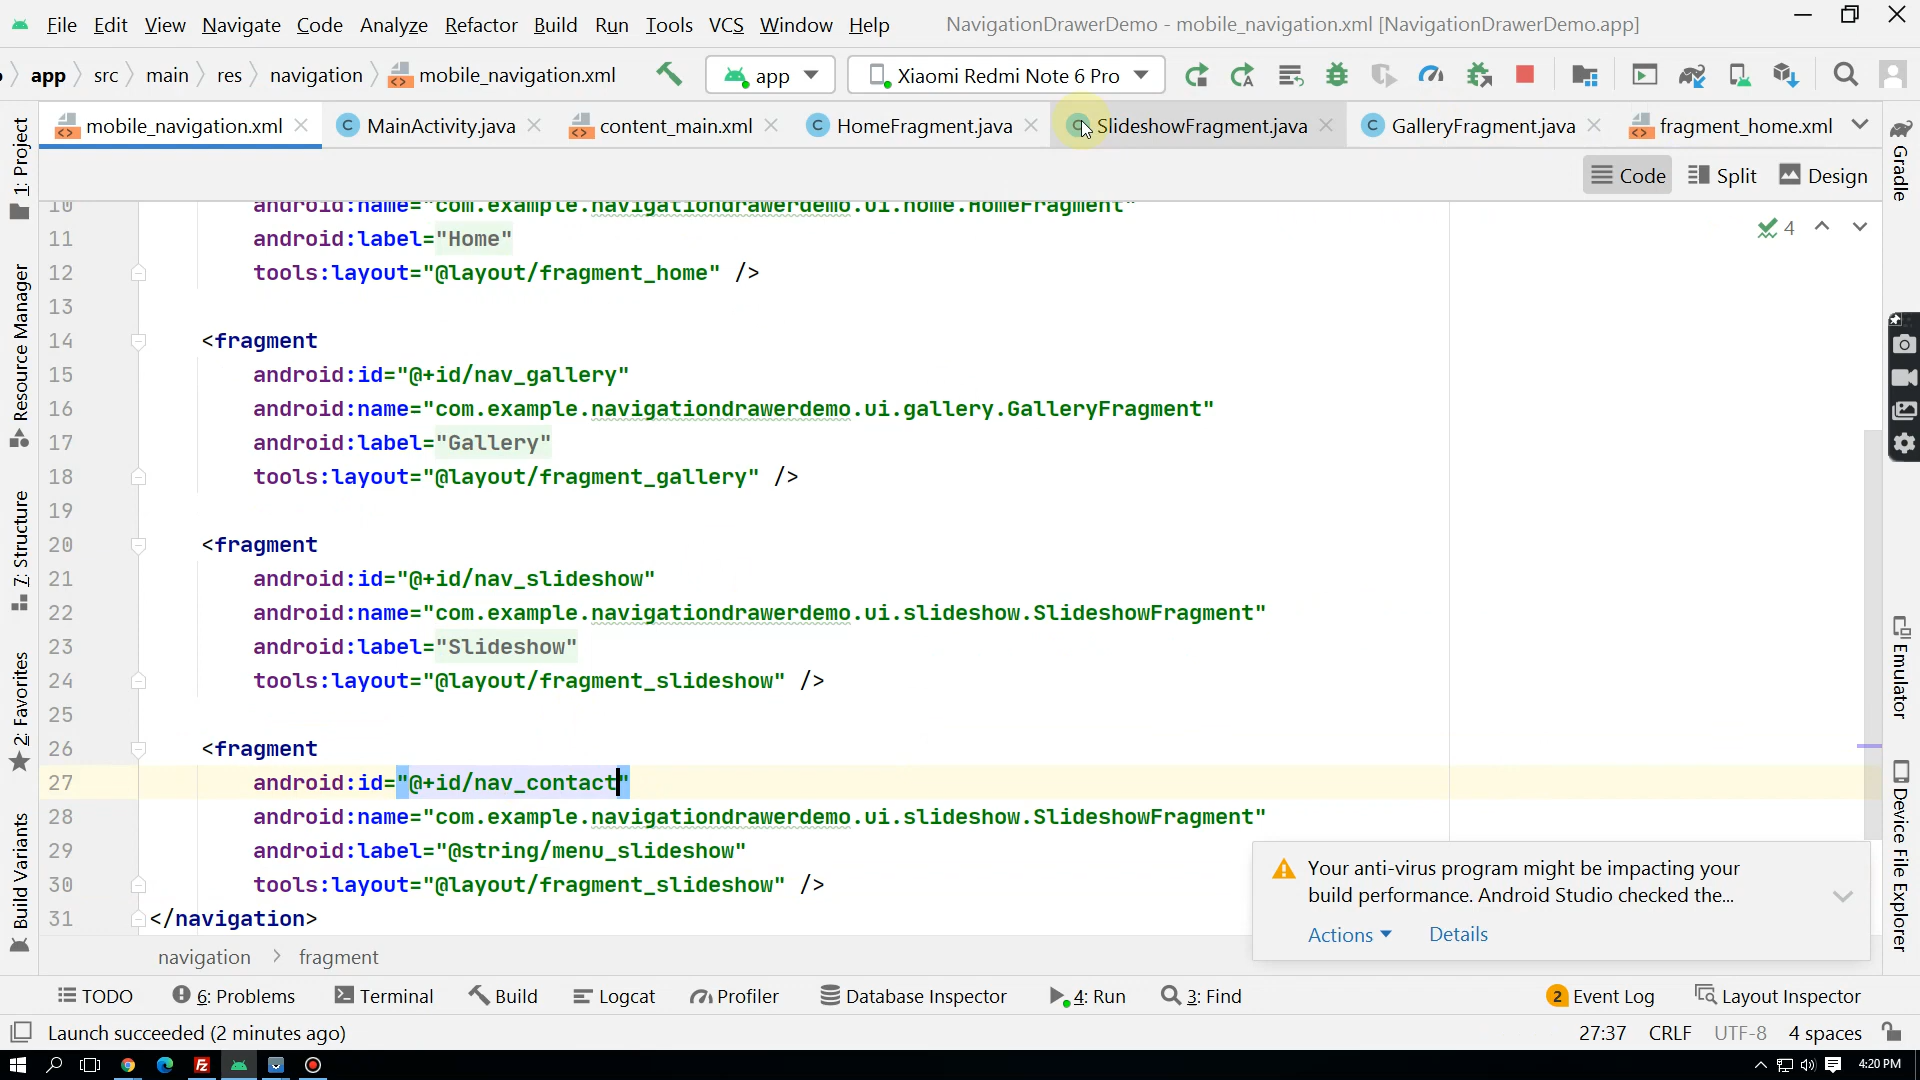 File Edit View Navigate Code Analyze Refactor Build Run Tools VCS Window Help NavigationDrawerDemo - mobile_navigation.xml [NavigationDrawerDemo.app]
app src main res navigation mobile_navigation.xml app Xiaomi Redmi Note 6 Pro
mobile_navigation.xml MainActivity.java content_main.xml HomeFragment.java SlideshowFragment.java GalleryFragment.java fragment_home.xml
Code Split Design
10 android:name="com.example.navigationdrawerdemo.ui.home.HomeFragment"
11 android:label="Home"
12 tools:layout="@layout/fragment_home" />
13
14 <fragment
15 android:id="@+id/nav_gallery"
16 android:name="com.example.navigationdrawerdemo.ui.gallery.GalleryFragment"
17 android:label="Gallery"
18 tools:layout="@layout/fragment_gallery" />
19
20 <fragment
21 android:id="@+id/nav_slideshow"
22 android:name="com.example.navigationdrawerdemo.ui.slideshow.SlideshowFragment"
23 android:label="Slideshow"
24 tools:layout="@layout/fragment_slideshow" />
25
26 <fragment
27 android:id="@+id/nav_contact"
28 android:name="com.example.navigationdrawerdemo.ui.slideshow.SlideshowFragment"
29 android:label="@string/menu_slideshow"
30 tools:layout="@layout/fragment_slideshow" />
31 </navigation>
4
1: Project
Resource Manager
7: Structure
2: Favorites
Build Variants
Gradle
Emulator
Device File Explorer
Your anti-virus program might be impacting your
build performance. Android Studio checked the...
Actions Details
navigation > fragment
TODO 6: Problems Terminal Build Logcat Profiler Database Inspector 4: Run 3: Find 2 Event Log Layout Inspector
Launch succeeded (2 minutes ago) 27:37 CRLF UTF-8 4 spaces
4:20 PM